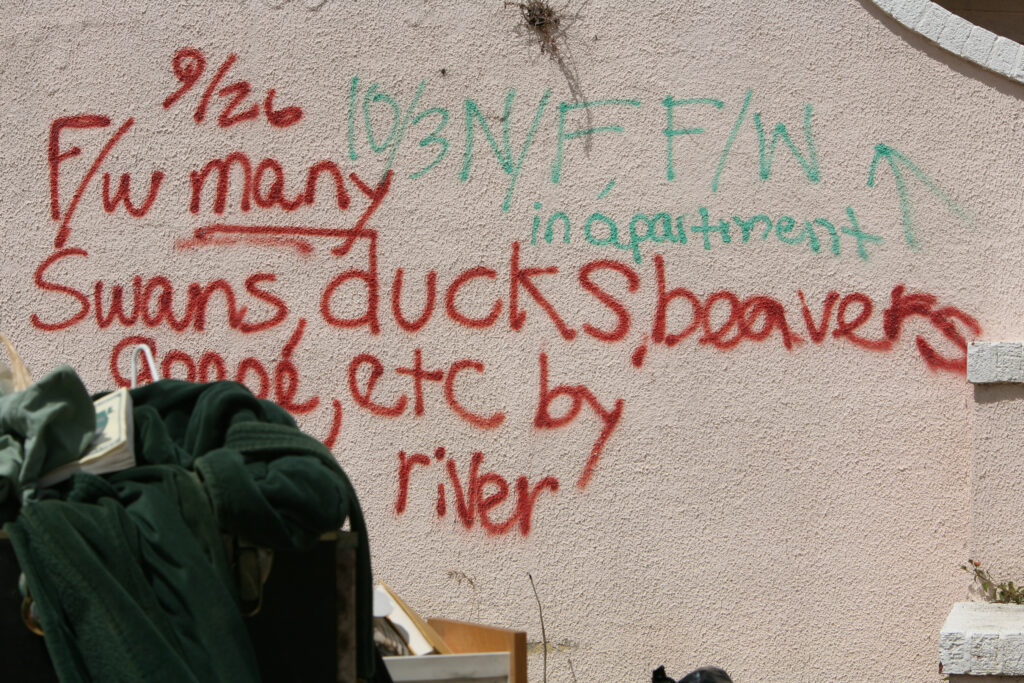 9/26
10/3 N/F F F/W
F/W many
in apartment
Swans, ducks, beavers,
etc by
river